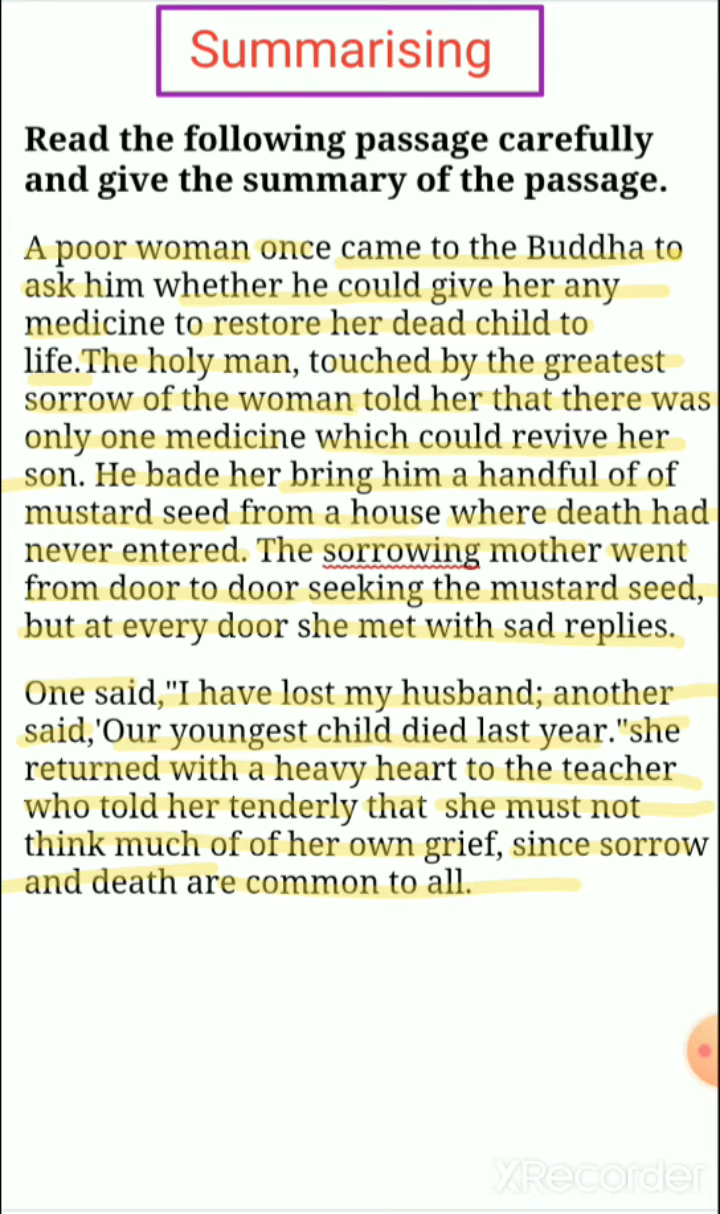 Summarising
Read the following passage carefully
and give the summary of the passage.
A poor woman once came to the Buddha to
ask him whether he could give her any
medicine to restore her dead child to
life.The holy man, touched by the greatest
sorrow of the woman told her that there was
only one medicine which could revive her
son. He bade her bring him a handful of of
mustard seed from a house where death had
never entered. The sorrowing mother went
from door to door seeking the mustard seed,
but at every door she met with sad replies.
One said,"I have lost my husband; another
said,'Our youngest child died last year."she
returned with a heavy heart to the teacher
who told her tenderly that she must not
think much of of her own grief, since sorrow
and death are common to all.
XRecorder